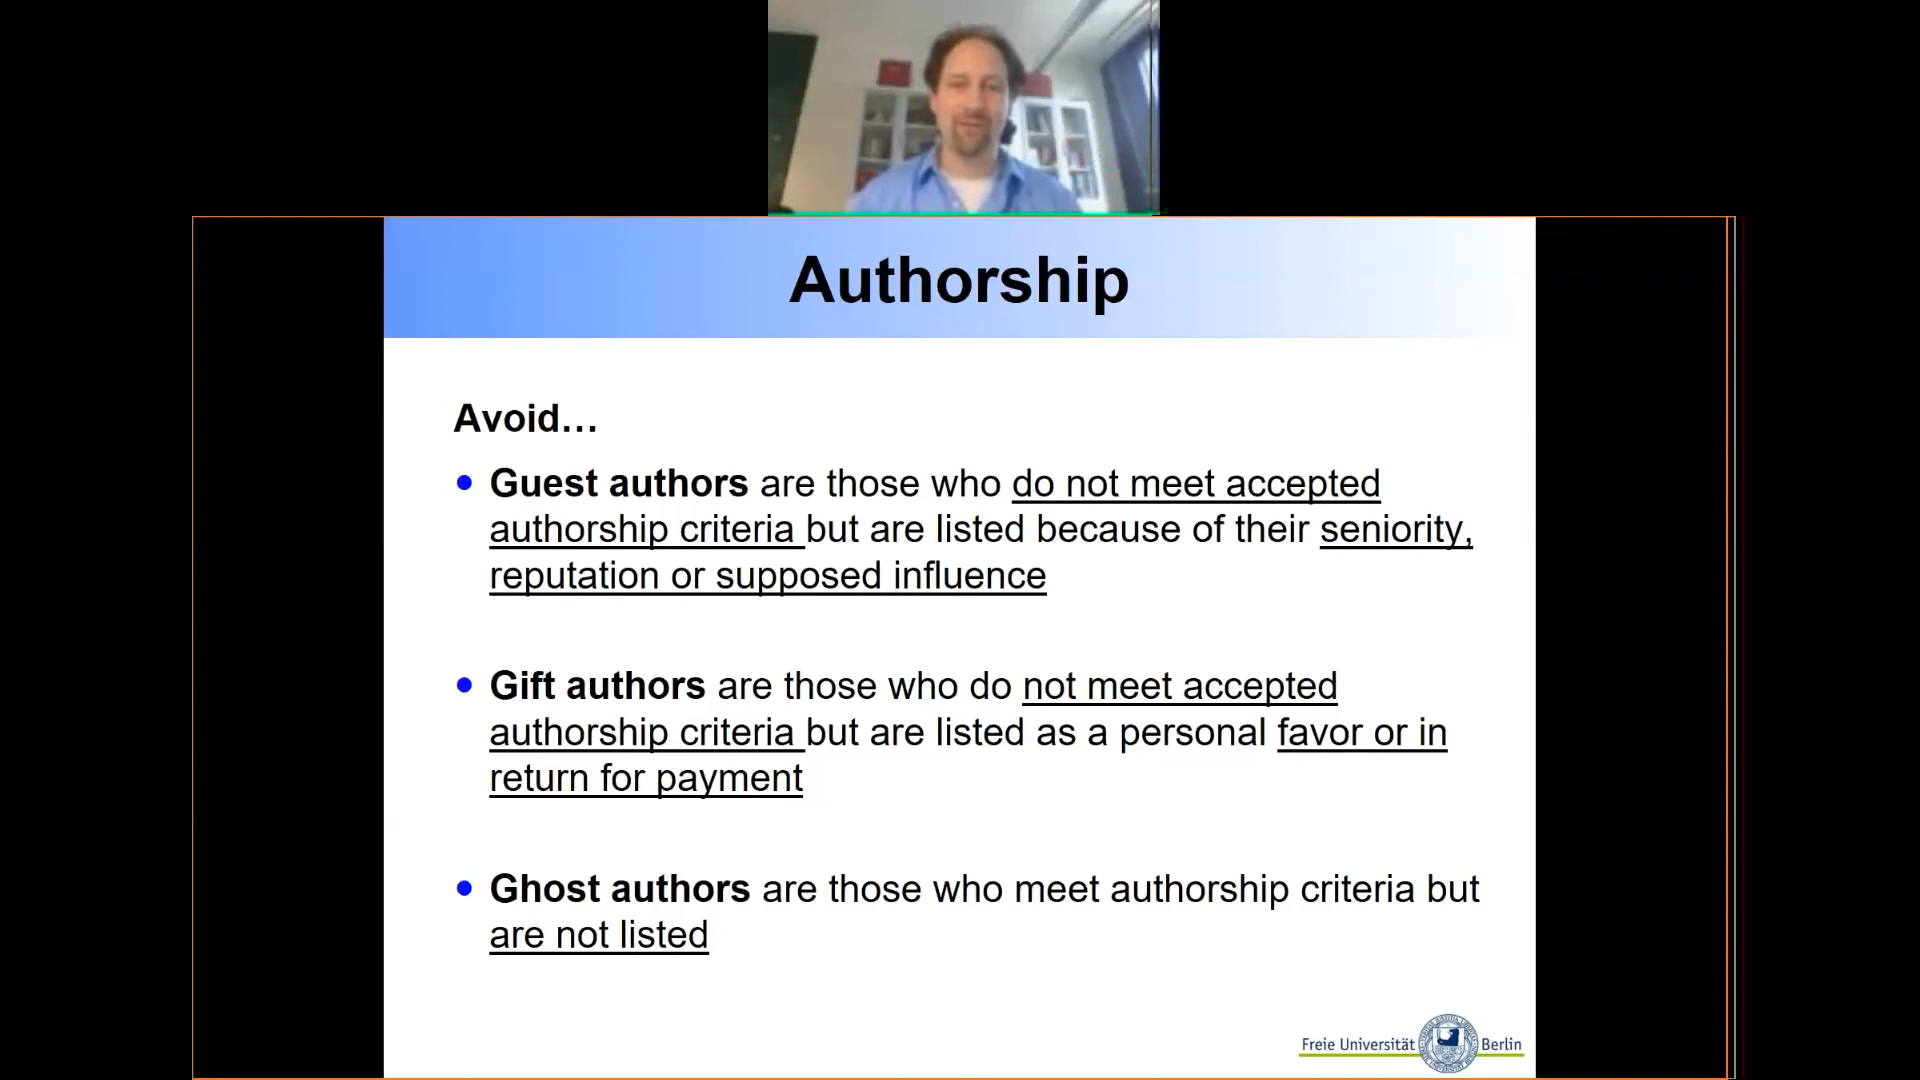 Authorship
Avoid...
Guest authors are those who do not meet accepted
authorship criteria but are listed because of their seniority,
reputation or supposed influence
Gift authors are those who do not meet accepted
authorship criteria but are listed as a personal favor or in
return for payment
Ghost authors are those who meet authorship criteria but
are not listed
Freie Universität Berlin